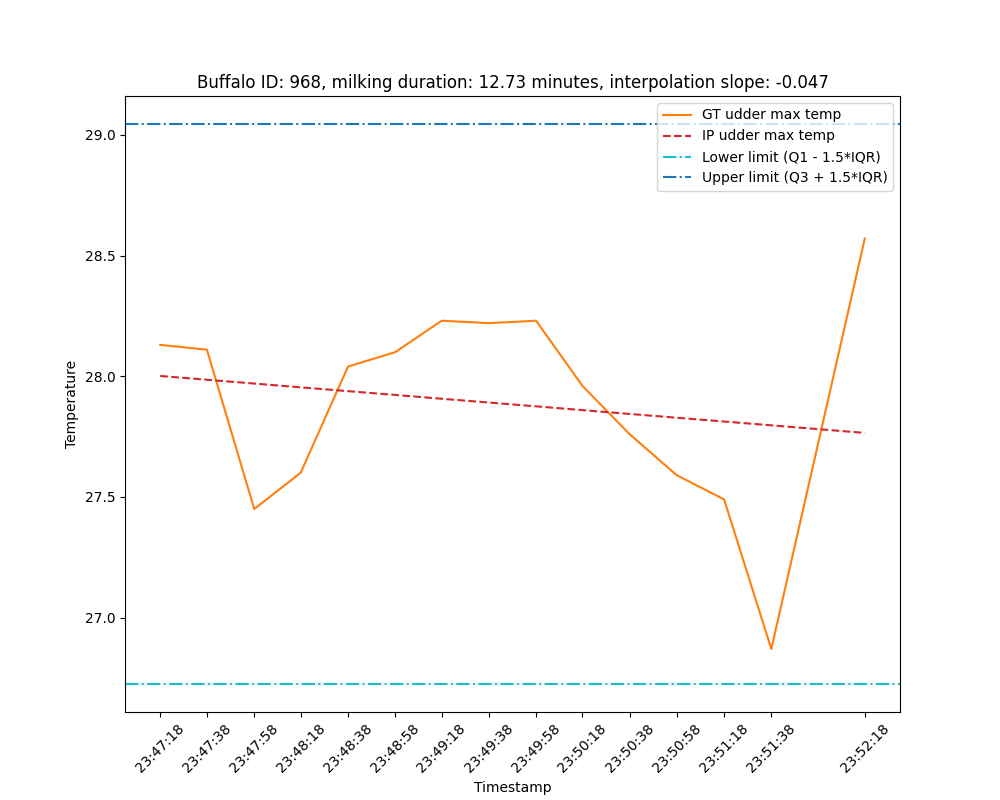 Buffalo ID: 968, milking duration: 12.73 minutes, interpolation slope: -0.047
GT udder max temp
IP udder max temp
Lower limit (Q1 - 1.5*IQR)
Upper limit (Q3 + 1.5*IQR)
29.0
28.5
28.0
27.5
27.0
Temperature
23:47:18
23:47:38
23:47:58
23:48:18
23:48:38
23:48:58
23:49:18
23:49:38
23:49:58
23:50:18
23:50:38
23:50:58
23:51:18
23:51:38
23:52:18
Timestamp